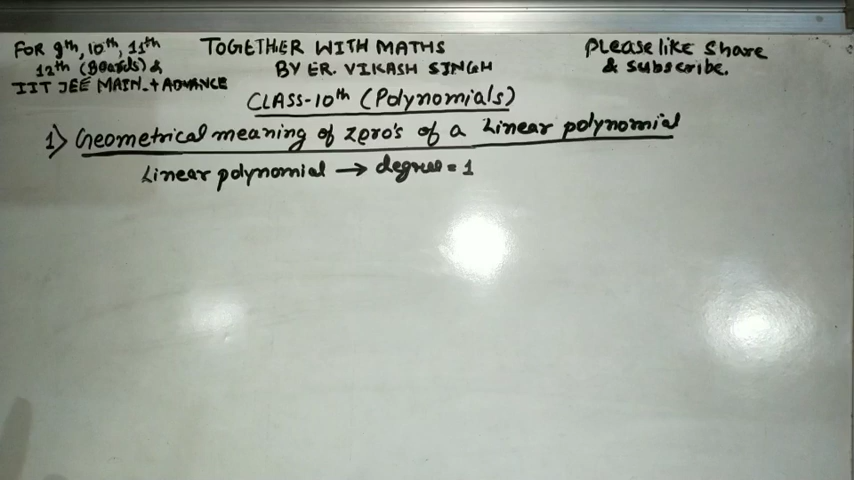 FOR 9th, 10th, 11th
12th (Boards) &
IIT JEE MAIN + ADVANCE
TOGETHER WITH MATHS
BY ER. VIKASH SINGH
please like share
& subscribe.
CLASS-10th (Polynomials)
1) Geometrical meaning of zero's of a Linear polynomial
Linear polynomial → degree = 1